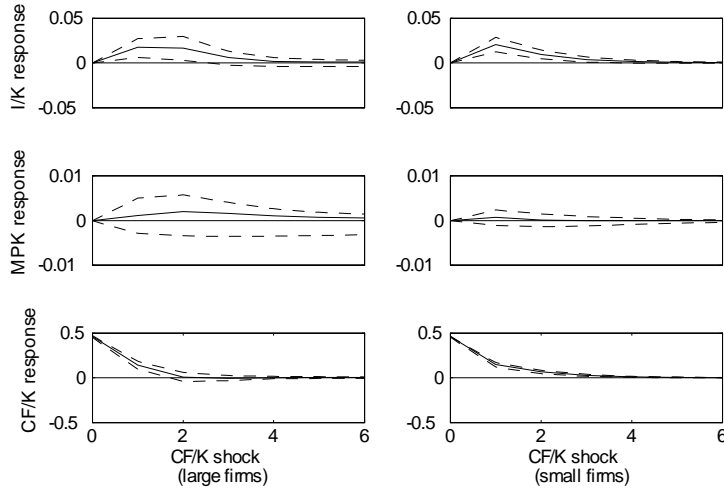 0.05
0
-0.05
I/K response
0.05
0
-0.05
0.01
0
-0.01
MPK response
0.01
0
-0.01
0.5
0
-0.5
CF/K response
0 2 4 6
CF/K shock
(large firms)
0.5
0
-0.5
0 2 4 6
CF/K shock
(small firms)